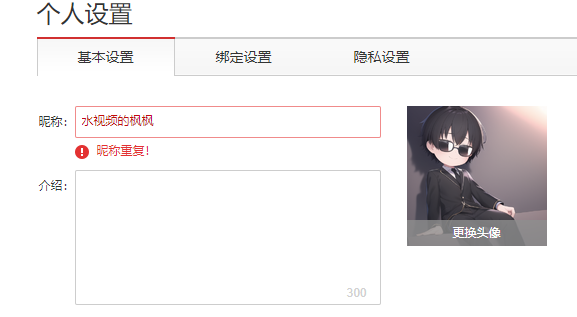 个人设置
基本设置 绑定设置 隐私设置
昵称: 水视频的枫枫
昵称重复!
介绍:
300
更换头像